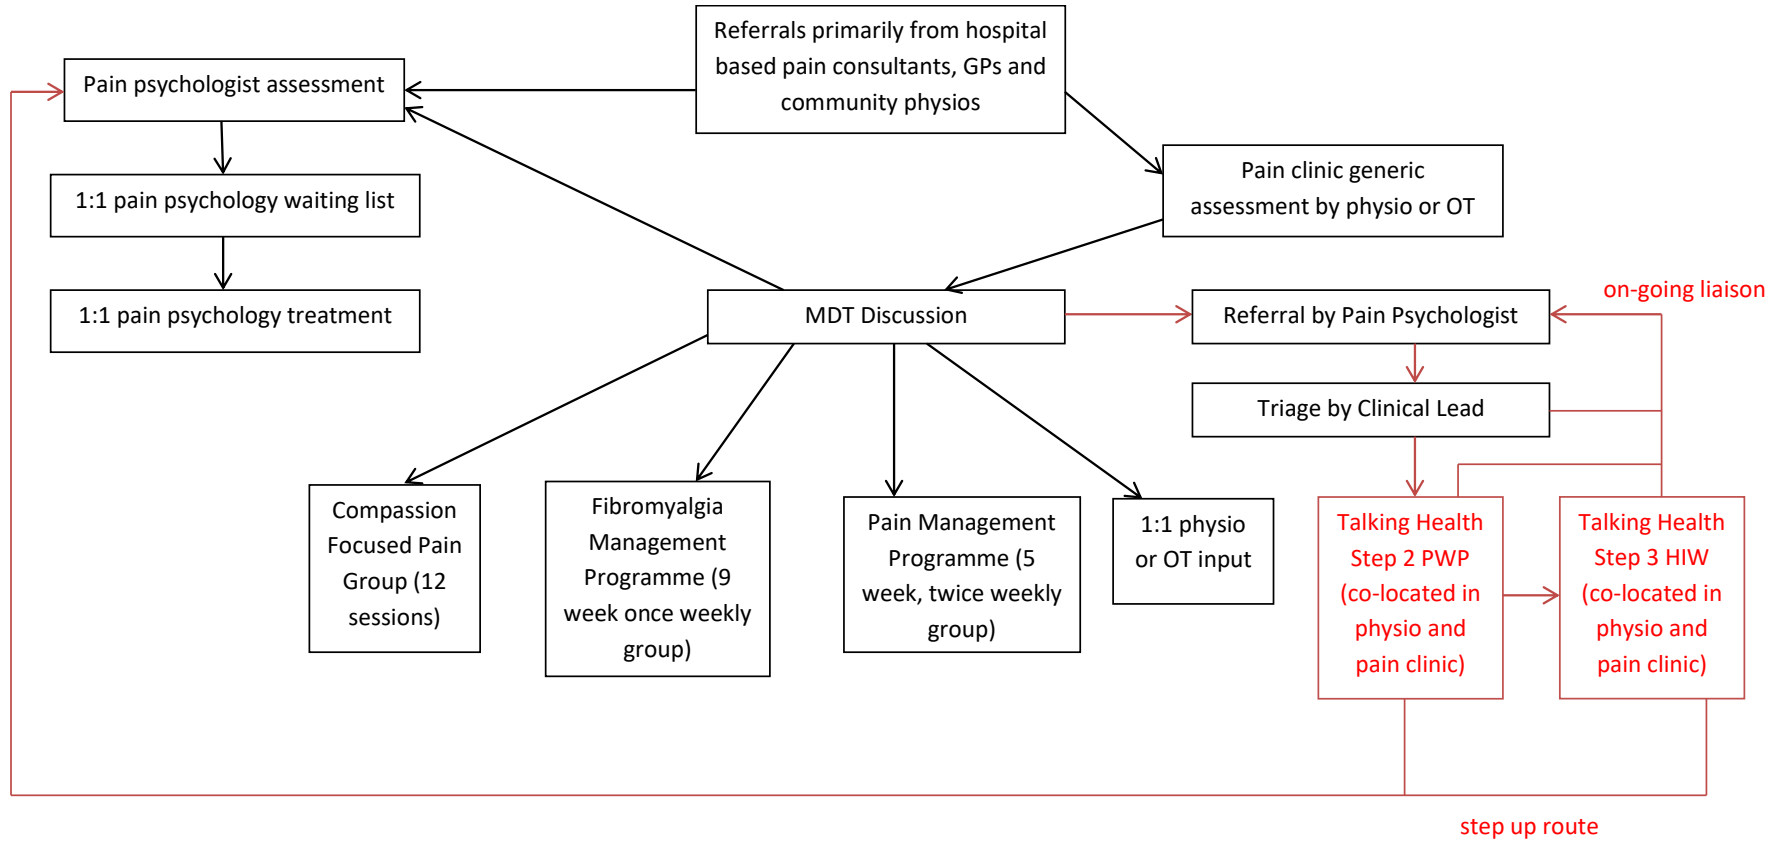 Referrals primarily from hospital
based pain consultants, GPs and
community physios
Pain psychologist assessment
Pain clinic generic
assessment by physio or OT
1:1 pain psychology waiting list
1:1 pain psychology treatment
MDT Discussion
Referral by Pain Psychologist
on-going liaison
Triage by Clinical Lead
Compassion
Focused Pain
Group (12
sessions)
Fibromyalgia
Management
Programme (9
week once weekly
group)
Pain Management
Programme (5
week, twice weekly
group)
1:1 physio
or OT input
Talking Health
Step 2 PWP
(co-located in
physio and
pain clinic)
Talking Health
Step 3 HIW
(co-located in
physio and
pain clinic)
step up route